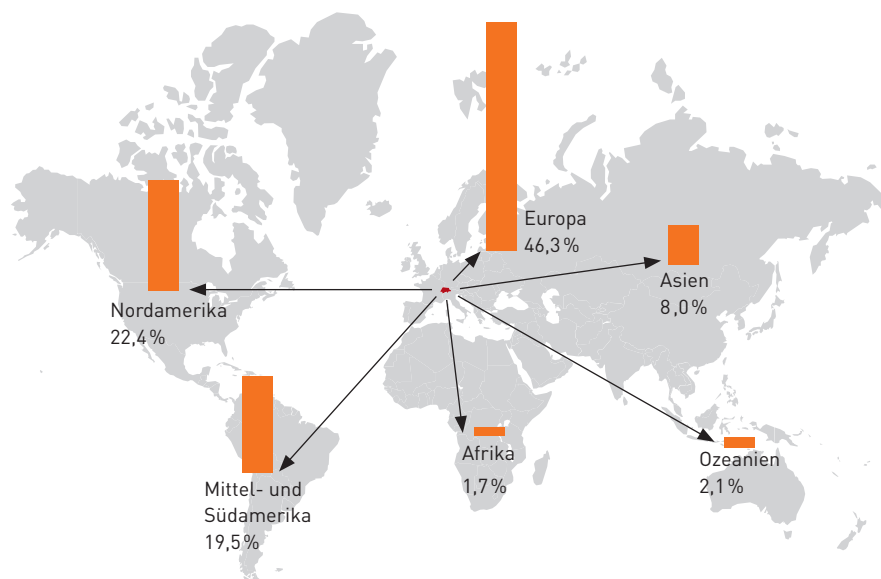 Europa
46,3 %
Asien
8,0 %
Nordamerika
22,4 %
Afrika
1,7 %
Ozeanien
2,1 %
Mittel- und
Südamerika
19,5 %